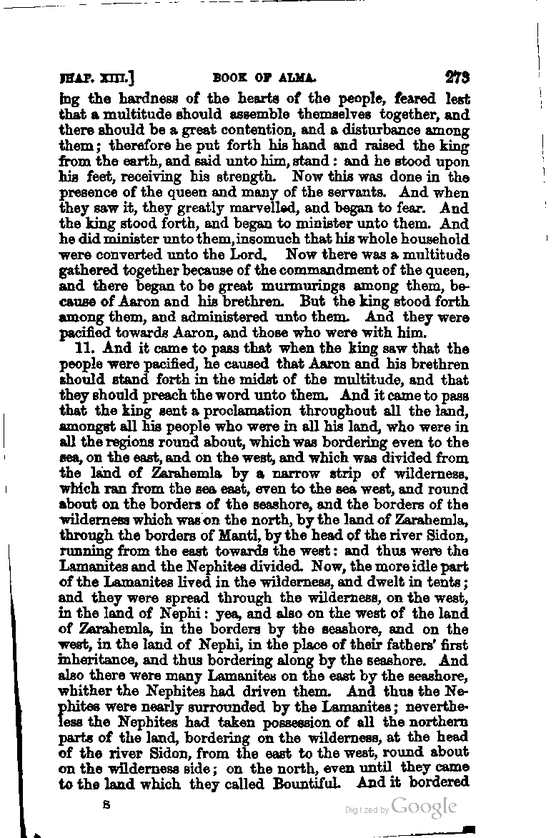 HAP. XIII.] BOOK OF ALMA. 273
ing the hardness of the hearts of the people, feared lest
that a multitude should assemble themselves together, and
there should be a great contention, and a disturbance among
them; therefore he put forth his hand and raised the king
from the earth, and said unto him, stand: and he stood upon
his feet, receiving his strength. Now this was done in the
presence of the queen and many of the servants. And when
they saw it, they greatly marvelled, and began to fear. And
the king stood forth, and began to minister unto them. And
he did minister unto them, insomuch that his whole household
were converted unto the Lord. Now there was a multitude
gathered together because of the commandment of the queen,
and there began to be great murmurings among them, be-
cause of Aaron and his brethren. But the king stood forth
among them, and administered unto them. And they were
pacified towards Aaron, and those who were with him.
11. And it came to pass that when the king saw that the
people were pacified, he caused that Aaron and his brethren
should stand forth in the midst of the multitude, and that
they should preach the word unto them. And it came to pass
that the king sent a proclamation throughout all the land,
amongst all his people who were in all his land, who were in
all the regions round about, which was bordering even to the
sea, on the east, and on the west, and which was divided from
the land of Zarahemla by a narrow strip of wilderness,
which ran from the sea east, even to the sea west, and round
about on the borders of the seashore, and the borders of the
wilderness which was on the north, by the land of Zarahemla,
through the borders of Manti, by the head of the river Sidon,
running from the east towards the west: and thus were the
Lamanites and the Nephites divided. Now, the more idle part
of the Lamanites lived in the wilderness, and dwelt in tents;
and they were spread through the wilderness, on the west,
in the land of Nephi: yea, and also on the west of the land
of Zarahemla, in the borders by the seashore, and on the
west, in the land of Nephi, in the place of their fathers' first
inheritance, and thus bordering along by the seashore. And
also there were many Lamanites on the east by the seashore,
whither the Nephites had driven them. And thus the Ne-
phites were nearly surrounded by the Lamanites; neverthe-
less the Nephites had taken possession of all the northern
parts of the land, bordering on the wilderness, at the head
of the river Sidon, from the east to the west, round about
on the wilderness side; on the north, even until they came
to the land which they called Bountiful. And it bordered
S
Digitized by Google